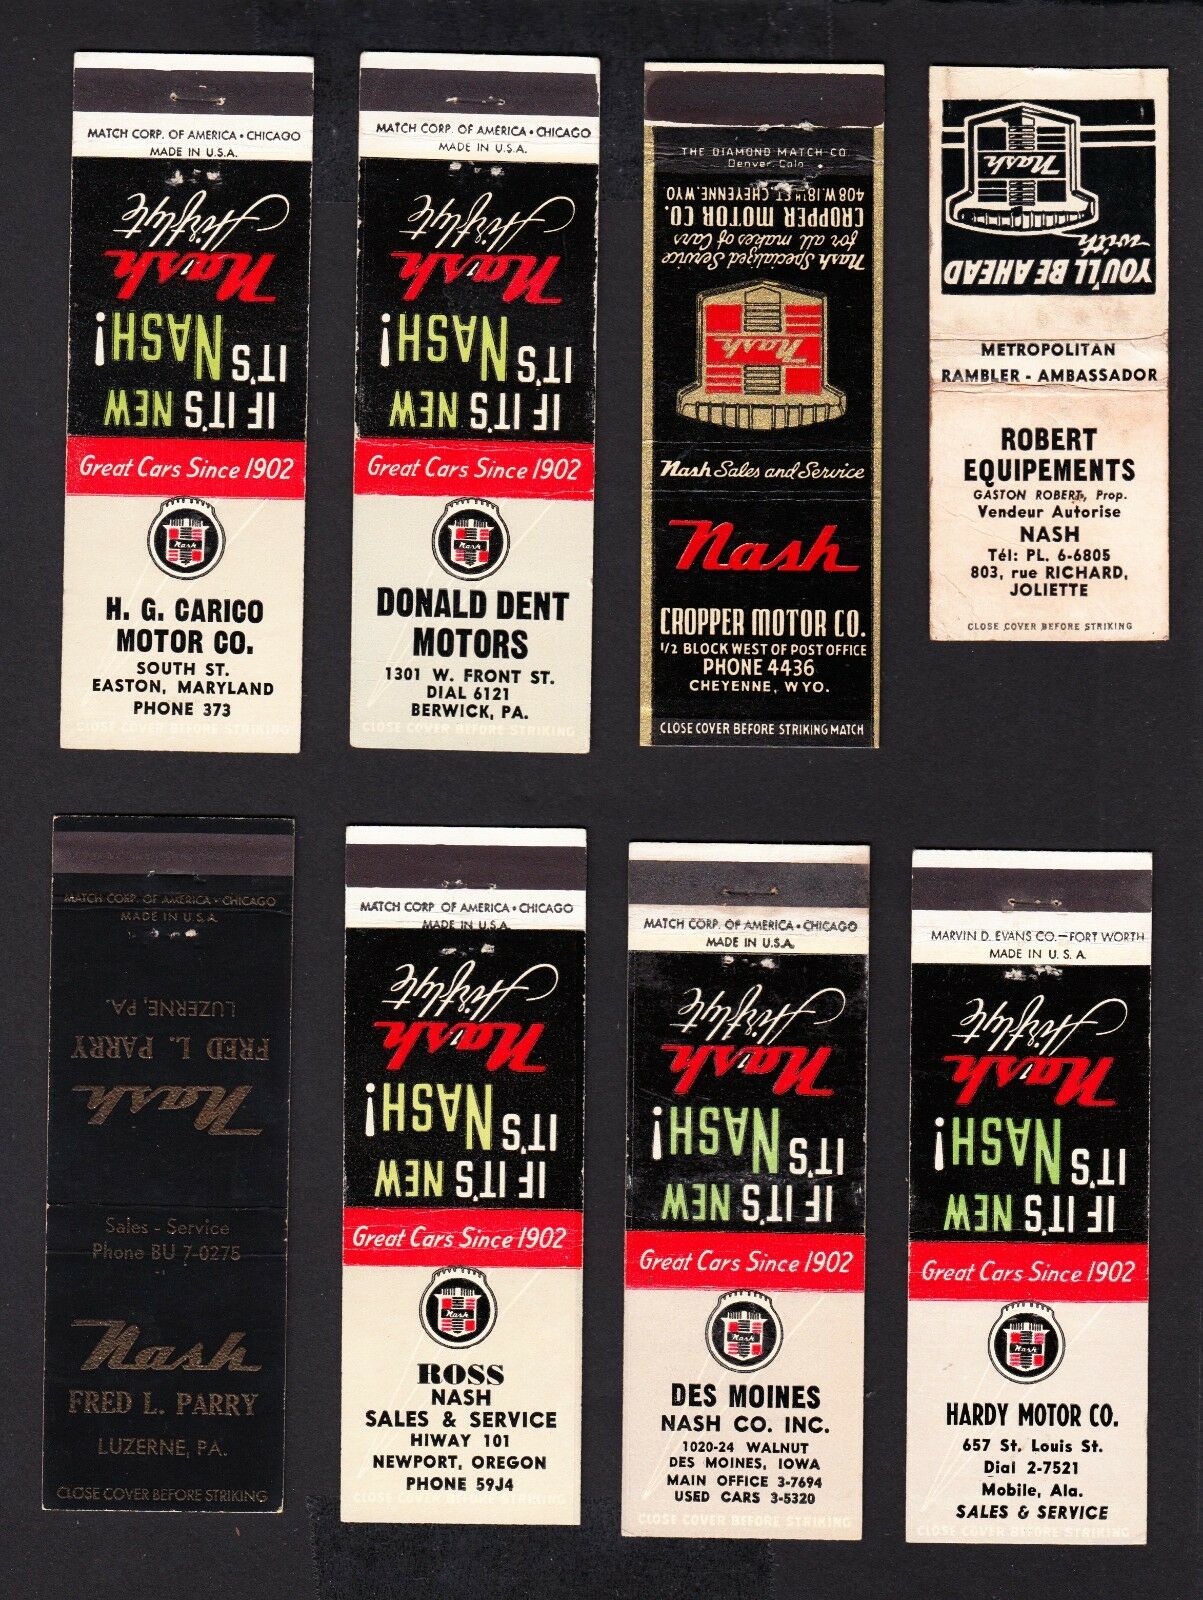 MATCH CORP. OF AMERICA • CHICAGO
MADE IN U.S.A.
Nash
Airflyte
IF IT'S NEW
IT'S NASH!
Great Cars Since 1902
Nash
H. G. CARICO
MOTOR CO.
SOUTH ST.
EASTON, MARYLAND
PHONE 373
CLOSE COVER BEFORE STRIKING
MATCH CORP. OF AMERICA • CHICAGO
MADE IN U.S.A.
IF IT'S NEW
IT'S NASH!
Nash
Airflyte
Great Cars Since 1902
Nash
DONALD DENT
MOTORS
1301 W. FRONT ST.
DIAL 6121
BERWICK, PA.
CLOSE COVER BEFORE STRIKING
THE DIAMOND MATCH CO
Denver, Colo
Nash
Nash Specialized Service
for all makes of Cars
CROPPER MOTOR CO.
408 W. 18TH ST. CHEYENNE, WYO
Nash Sales and Service
Nash
CROPPER MOTOR CO.
1/2 BLOCK WEST OF POST OFFICE
PHONE 4436
CHEYENNE, WYO.
CLOSE COVER BEFORE STRIKING MATCH
YOU'LL BE AHEAD
with
Nash
METROPOLITAN
RAMBLER - AMBASSADOR
ROBERT
EQUIPEMENTS
GASTON ROBERT, Prop.
Vendeur Autorise
NASH
Tél: PL. 6-6805
803, rue RICHARD,
JOLIETTE
CLOSE COVER BEFORE STRIKING
MATCH CORP. OF AMERICA • CHICAGO
MADE IN U.S.A.
Nash
FRED L. PARRY
LUZERNE, PA.
Sales - Service
Phone BU 7-0275
Nash
FRED L. PARRY
LUZERNE, PA.
CLOSE COVER BEFORE STRIKING
MATCH CORP. OF AMERICA • CHICAGO
MADE IN U.S.A.
IF IT'S NEW
IT'S NASH!
Nash
Airflyte
Great Cars Since 1902
Nash
ROSS
NASH
SALES & SERVICE
HIWAY 101
NEWPORT, OREGON
PHONE 59J4
CLOSE COVER BEFORE STRIKING
MATCH CORP. OF AMERICA • CHICAGO
MADE IN U.S.A.
IF IT'S NEW
IT'S NASH!
Nash
Airflyte
Great Cars Since 1902
Nash
DES MOINES
NASH CO. INC.
1020-24 WALNUT
DES MOINES, IOWA
MAIN OFFICE 3-7694
USED CARS 3-5320
CLOSE COVER BEFORE STRIKING
MARVIN D. EVANS CO.—FORT WORTH
MADE IN U.S.A.
IF IT'S NEW
IT'S NASH!
Nash
Airflyte
Great Cars Since 1902
Nash
HARDY MOTOR CO.
657 St. Louis St.
Dial 2-7521
Mobile, Ala.
SALES & SERVICE
CLOSE COVER BEFORE STRIKING